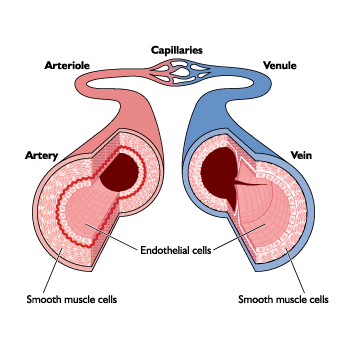 Capillaries
Arteriole
Venule
Artery
Vein
Endothelial cells
Smooth muscle cells
Smooth muscle cells